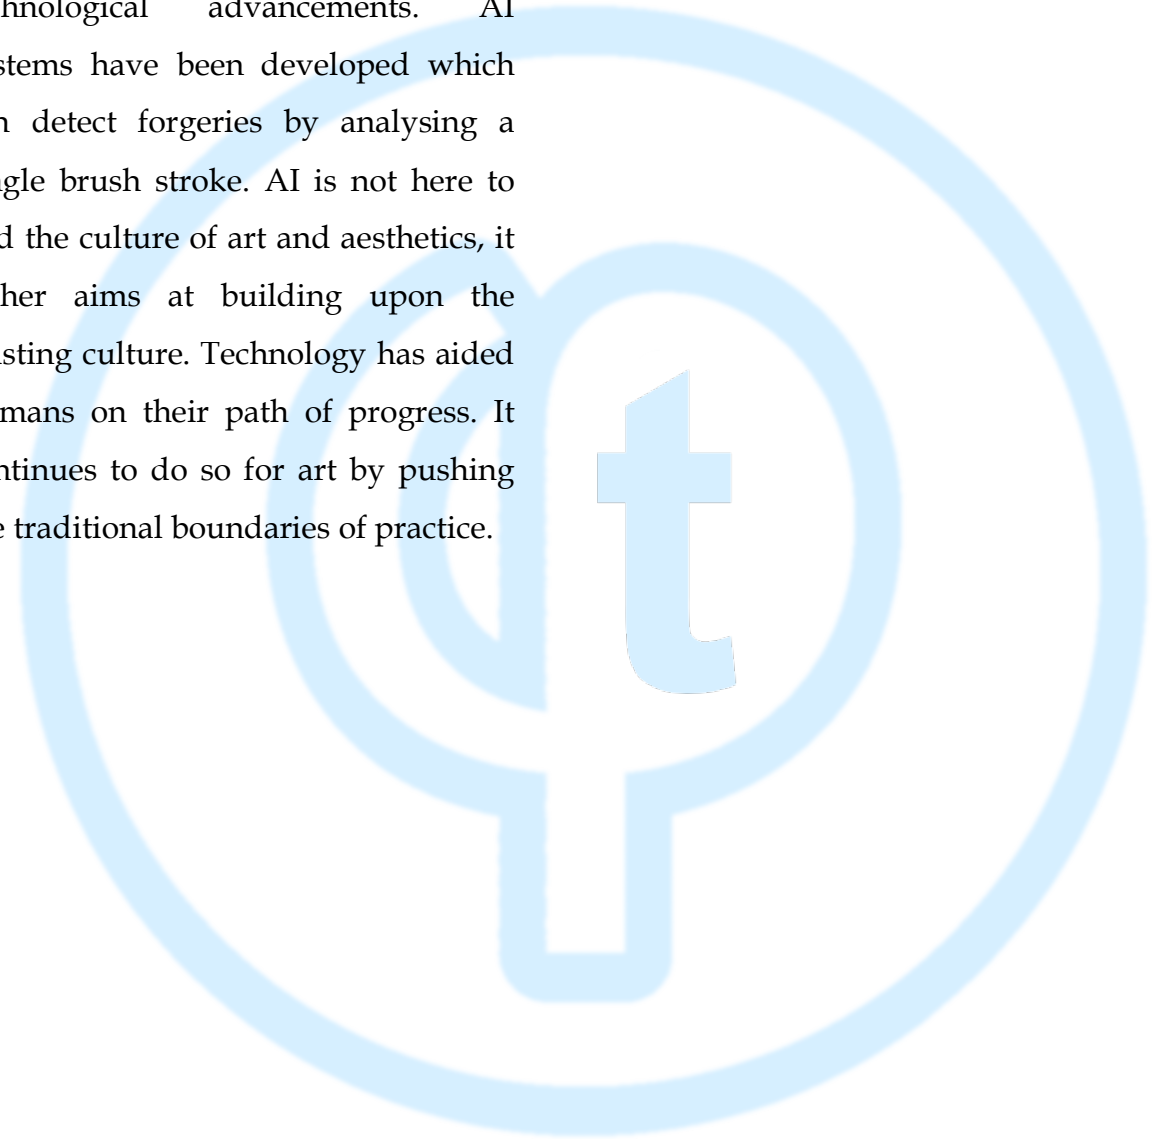 hnological advancements. AI
stems have been developed which
n detect forgeries by analysing a
ngle brush stroke. AI is not here to
d the culture of art and aesthetics, it
her aims at building upon the
isting culture. Technology has aided
mans on their path of progress. It
ntinues to do so for art by pushing
e traditional boundaries of practice.
t